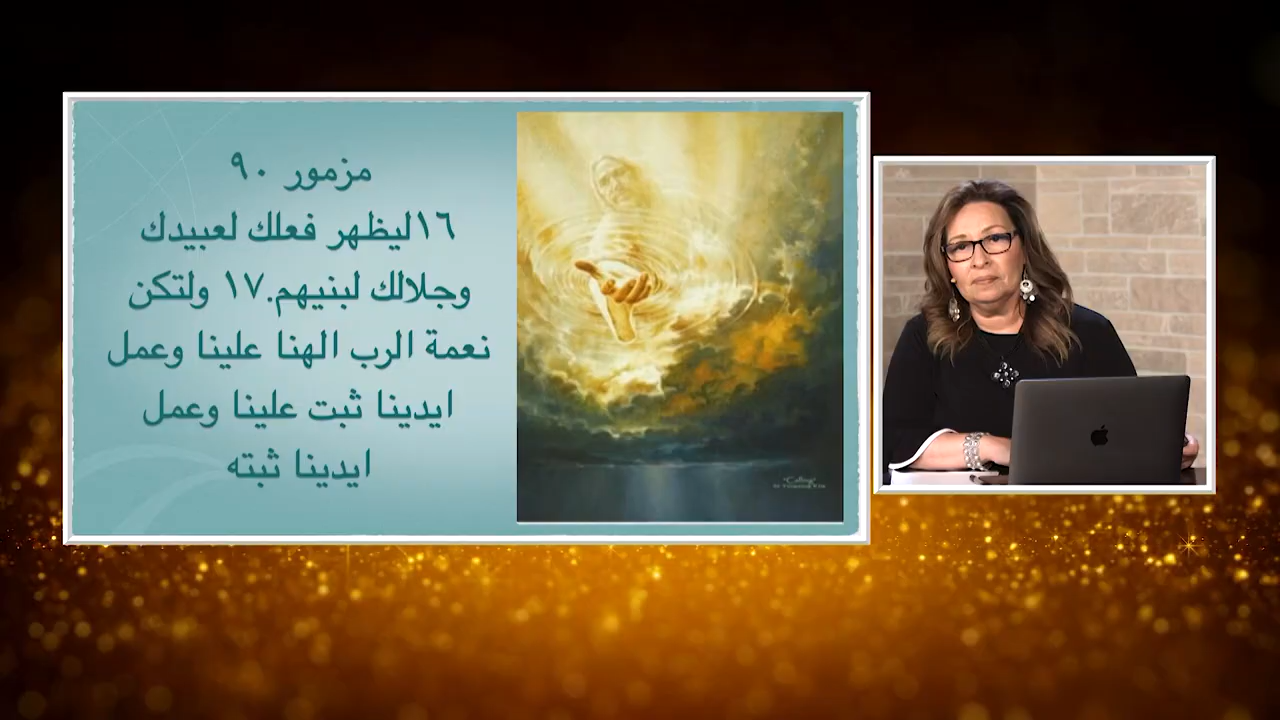 مزمور ٩٠
١٦ليظهر فعلك لعبيدك
وجلالك لبنيهم.١٧ ولتكن
نعمة الرب الهنا علينا وعمل
ايدينا ثبت علينا وعمل
ايدينا ثبته
"Calling"